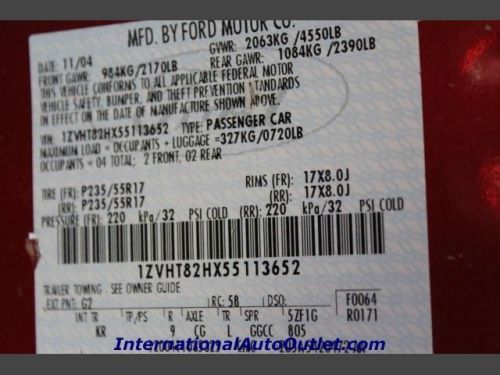 MFD. BY FORD MOTOR CO.
DATE: 11/04 GVWR: 2063KG /4550LB
FRONT GAWR: 984KG/2170LB REAR GAWR: 1084KG/2390LB
THIS VEHICLE CONFORMS TO ALL APPLICABLE FEDERAL MOTOR
VEHICLE SAFETY, BUMPER, AND THEFT PREVENTION STANDARDS
IN EFFECT ON THE DATE OF MANUFACTURE SHOWN ABOVE.
VIN: 1ZVHT82HX55113652 TYPE: PASSENGER CAR
MAXIMUM LOAD = OCCUPANTS + LUGGAGE =327KG/0720LB
OCCUPANTS = 04 TOTAL; 2 FRONT, 02 REAR
TIRE (FR): P235/55R17 RIMS (FR): 17X8.0J
(RR): P235/55R17 (RR): 17X8.0J
PRESSURE (FR): 220 kPa/32 PSI COLD (RR): 220 kPa/32 PSI COLD
1ZVHT82HX55113652
TRAILER TOWING - SEE OWNER GUIDE
EXT PNT: G2 RC: 58 DSO: F0064
INT TR TP/PS R AXLE TR SPR 5ZF1G R0171
KR 9 CG L GGCC 805
InternationalAutoOutlet.com